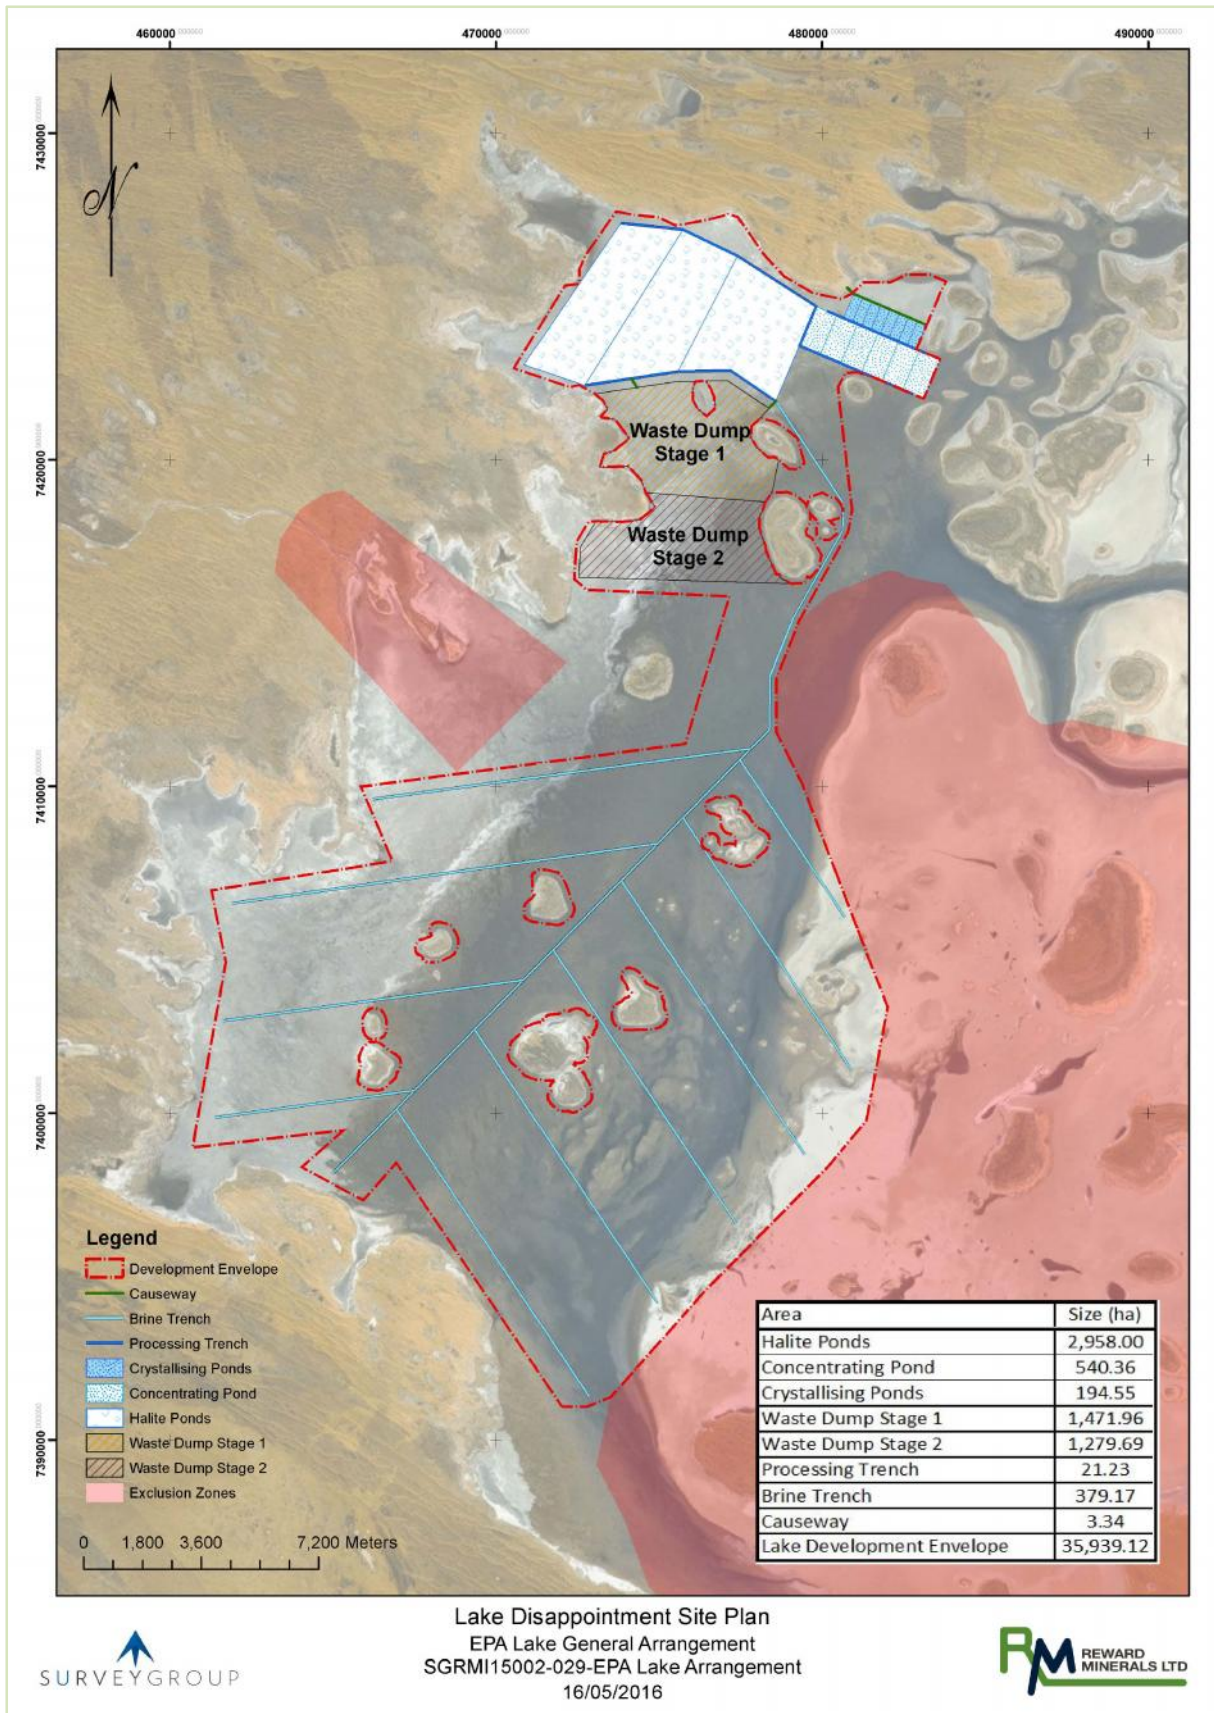 460000.000000 470000.000000 480000.000000 490000.000000
7430000
7420000
7410000
7400000
7390000
N
Waste Dump
Stage 1
Waste Dump
Stage 2
Legend
Development Envelope
Causeway
Brine Trench
Processing Trench
Crystallising Ponds
Concentrating Pond
Halite Ponds
Waste Dump Stage 1
Waste Dump Stage 2
Exclusion Zones
0 1,800 3,600 7,200 Meters
Area Size (ha)
Halite Ponds 2,958.00
Concentrating Pond 540.36
Crystallising Ponds 194.55
Waste Dump Stage 1 1,471.96
Waste Dump Stage 2 1,279.69
Processing Trench 21.23
Brine Trench 379.17
Causeway 3.34
Lake Development Envelope 35,939.12
Lake Disappointment Site Plan
EPA Lake General Arrangement
SGRMI15002-029-EPA Lake Arrangement
16/05/2016
SURVEYGROUP
RM REWARD
MINERALS LTD